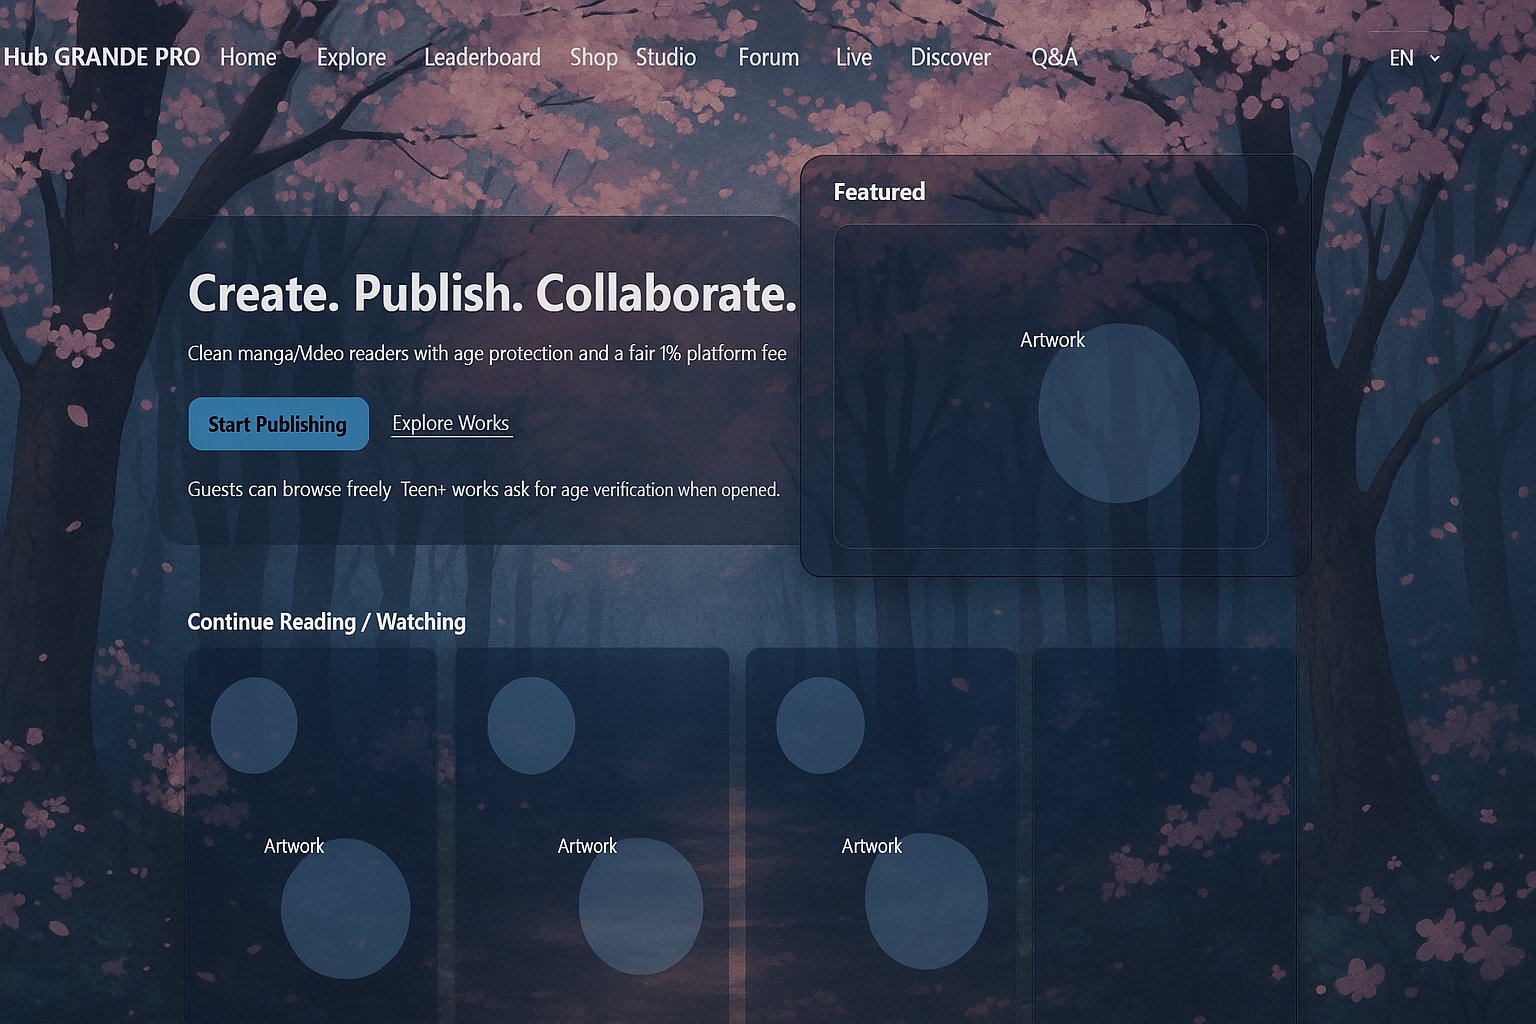 Hub GRANDE PRO Home Explore Leaderboard Shop Studio Forum Live Discover Q&A EN
Featured
Create. Publish. Collaborate.
Clean manga/Vdeo readers with age protection and a fair 1% platform fee
Artwork
Start Publishing Explore Works
Guests can browse freely Teen+ works ask for age verification when opened.
Continue Reading / Watching
Artwork Artwork Artwork